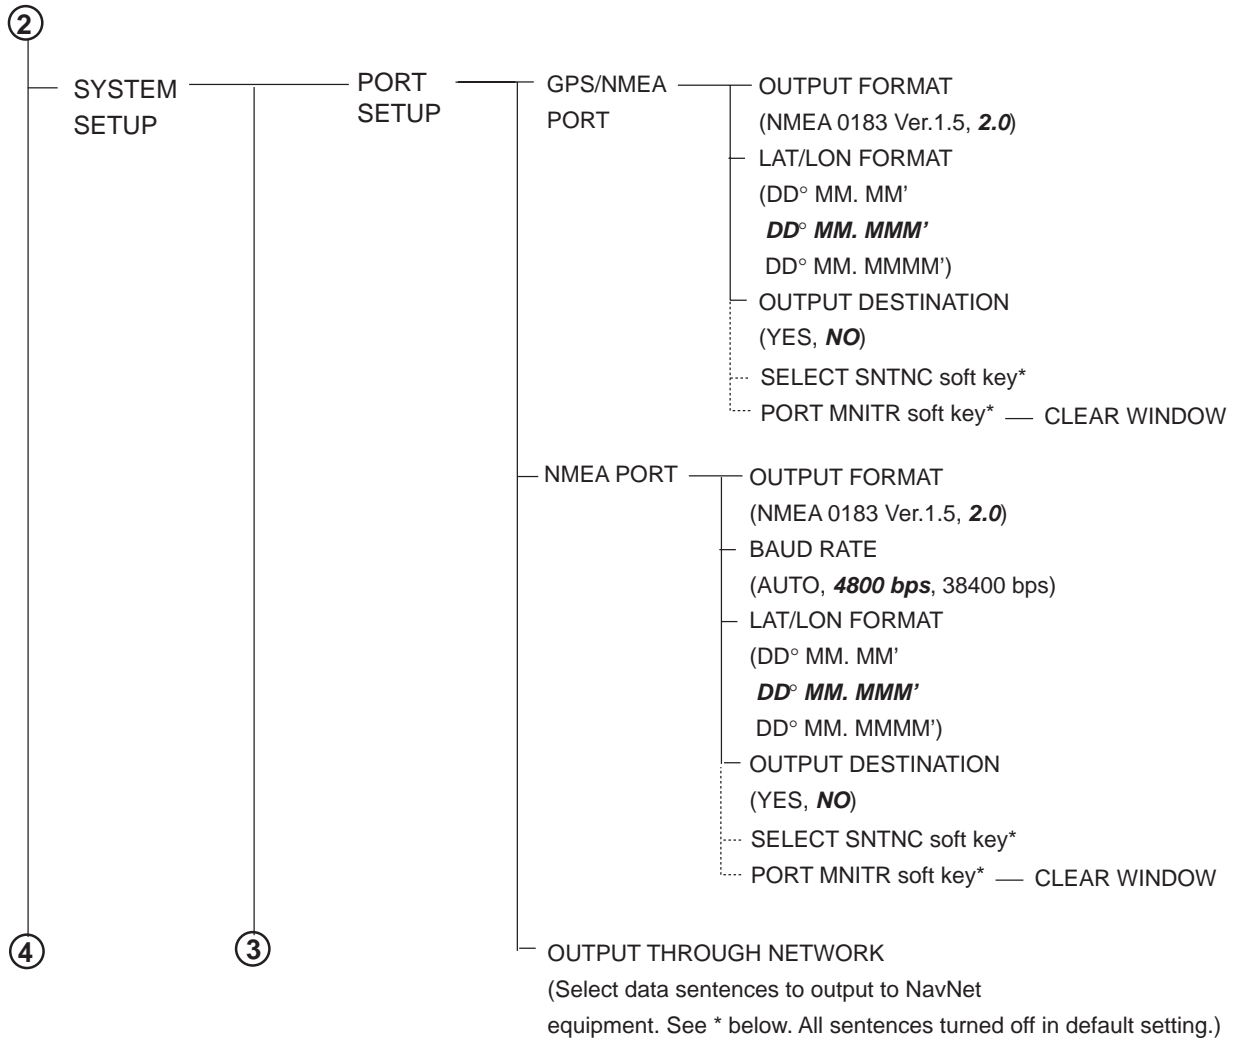 2
SYSTEM
SETUP
PORT
SETUP
GPS/NMEA
PORT
OUTPUT FORMAT
(NMEA 0183 Ver.1.5, 2.0)
LAT/LON FORMAT
(DD° MM. MM’
DD° MM. MMM’
DD° MM. MMMM’)
OUTPUT DESTINATION
(YES, NO)
SELECT SNTNC soft key*
PORT MNITR soft key* — CLEAR WINDOW
NMEA PORT
OUTPUT FORMAT
(NMEA 0183 Ver.1.5, 2.0)
BAUD RATE
(AUTO, 4800 bps, 38400 bps)
LAT/LON FORMAT
(DD° MM. MM’
DD° MM. MMM’
DD° MM. MMMM’)
OUTPUT DESTINATION
(YES, NO)
SELECT SNTNC soft key*
PORT MNITR soft key* — CLEAR WINDOW
4
3
OUTPUT THROUGH NETWORK
(Select data sentences to output to NavNet
equipment. See * below. All sentences turned off in default setting.)